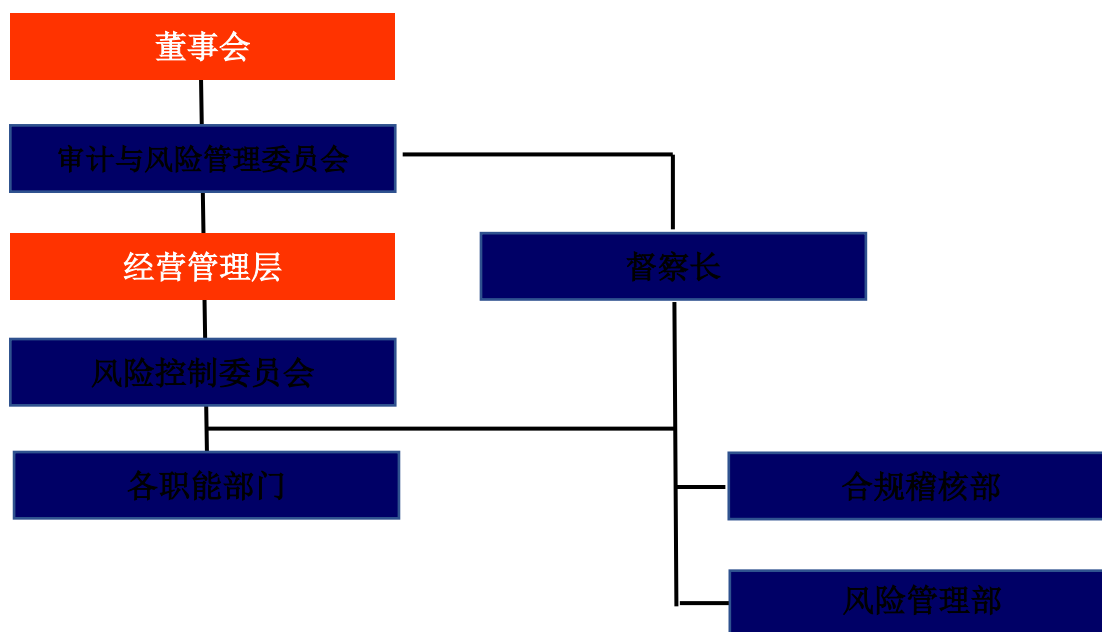 董事会
审计与风险管理委员会
经营管理层
督察长
风险控制委员会
各职能部门
合规稽核部
风险管理部